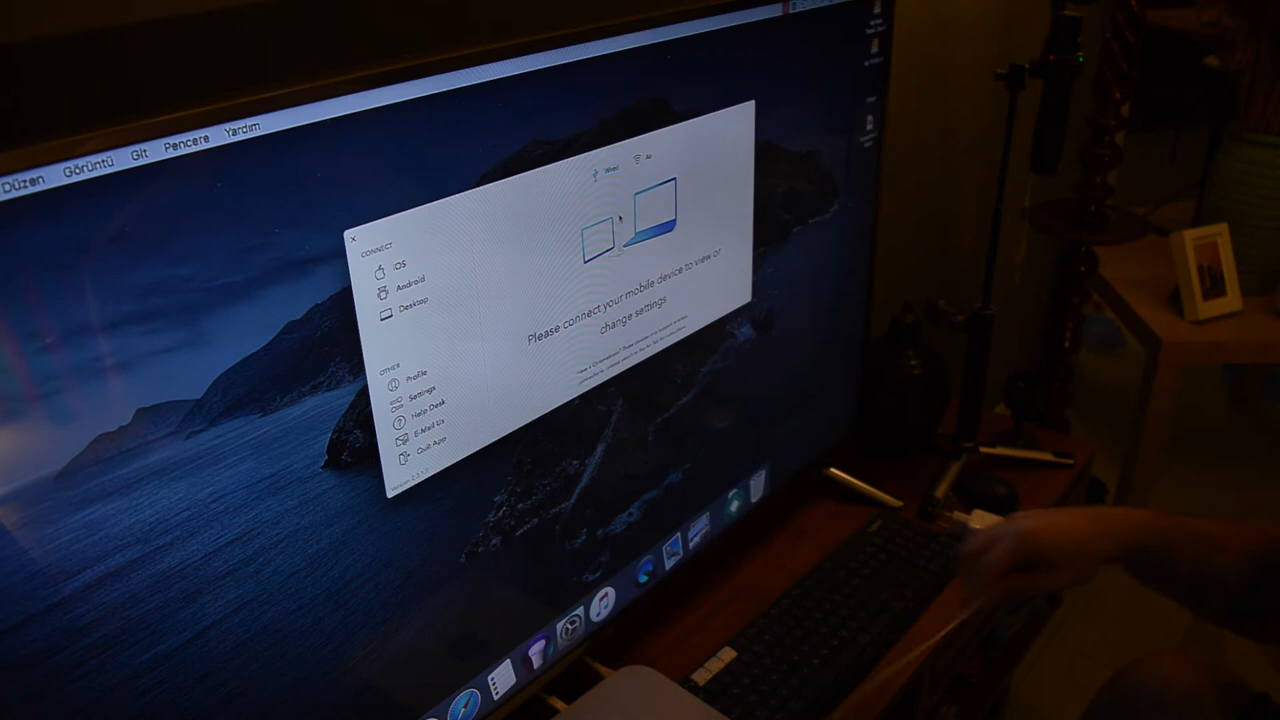 Düzen Görüntü Git Pencere Yardım
Wired Air
CONNECT
iOS
Android
Desktop
Please connect your mobile device to view or
change settings
OTHER
Profile
Settings
Help Desk
E-Mail Us
Quit App